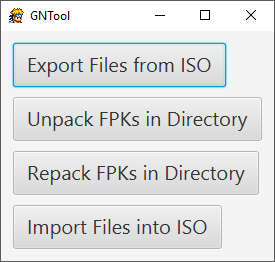 GNTool
Export Files from ISO
Unpack FPKs in Directory
Repack FPKs in Directory
Import Files into ISO